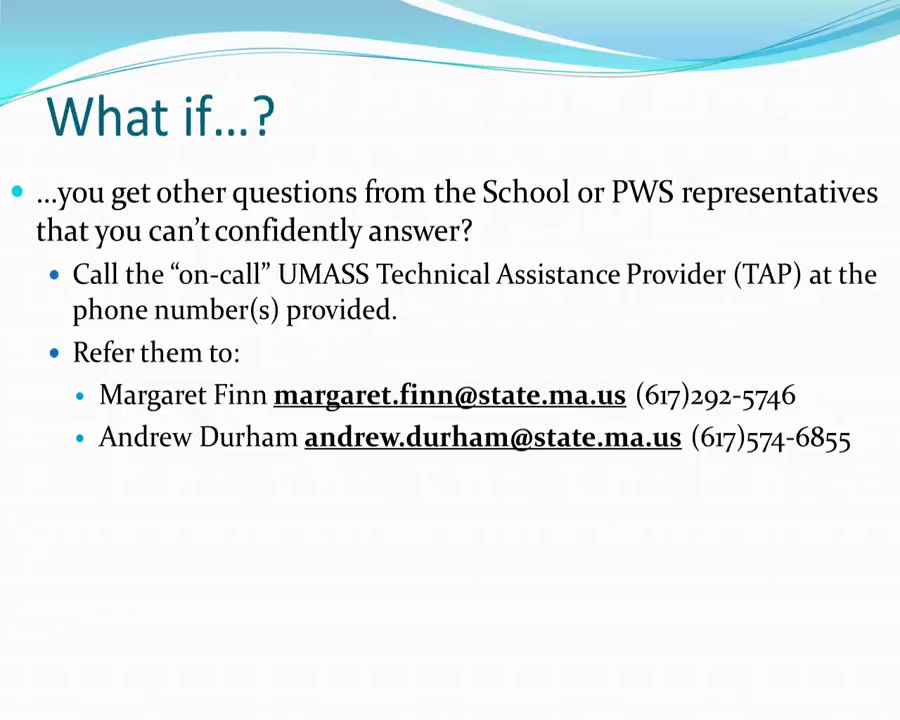 What if...?
...you get other questions from the School or PWS representatives
that you can't confidently answer?
Call the “on-call” UMASS Technical Assistance Provider (TAP) at the
phone number(s) provided.
Refer them to:
Margaret Finn margaret.finn@state.ma.us (617)292-5746
Andrew Durham andrew.durham@state.ma.us (617)574-6855